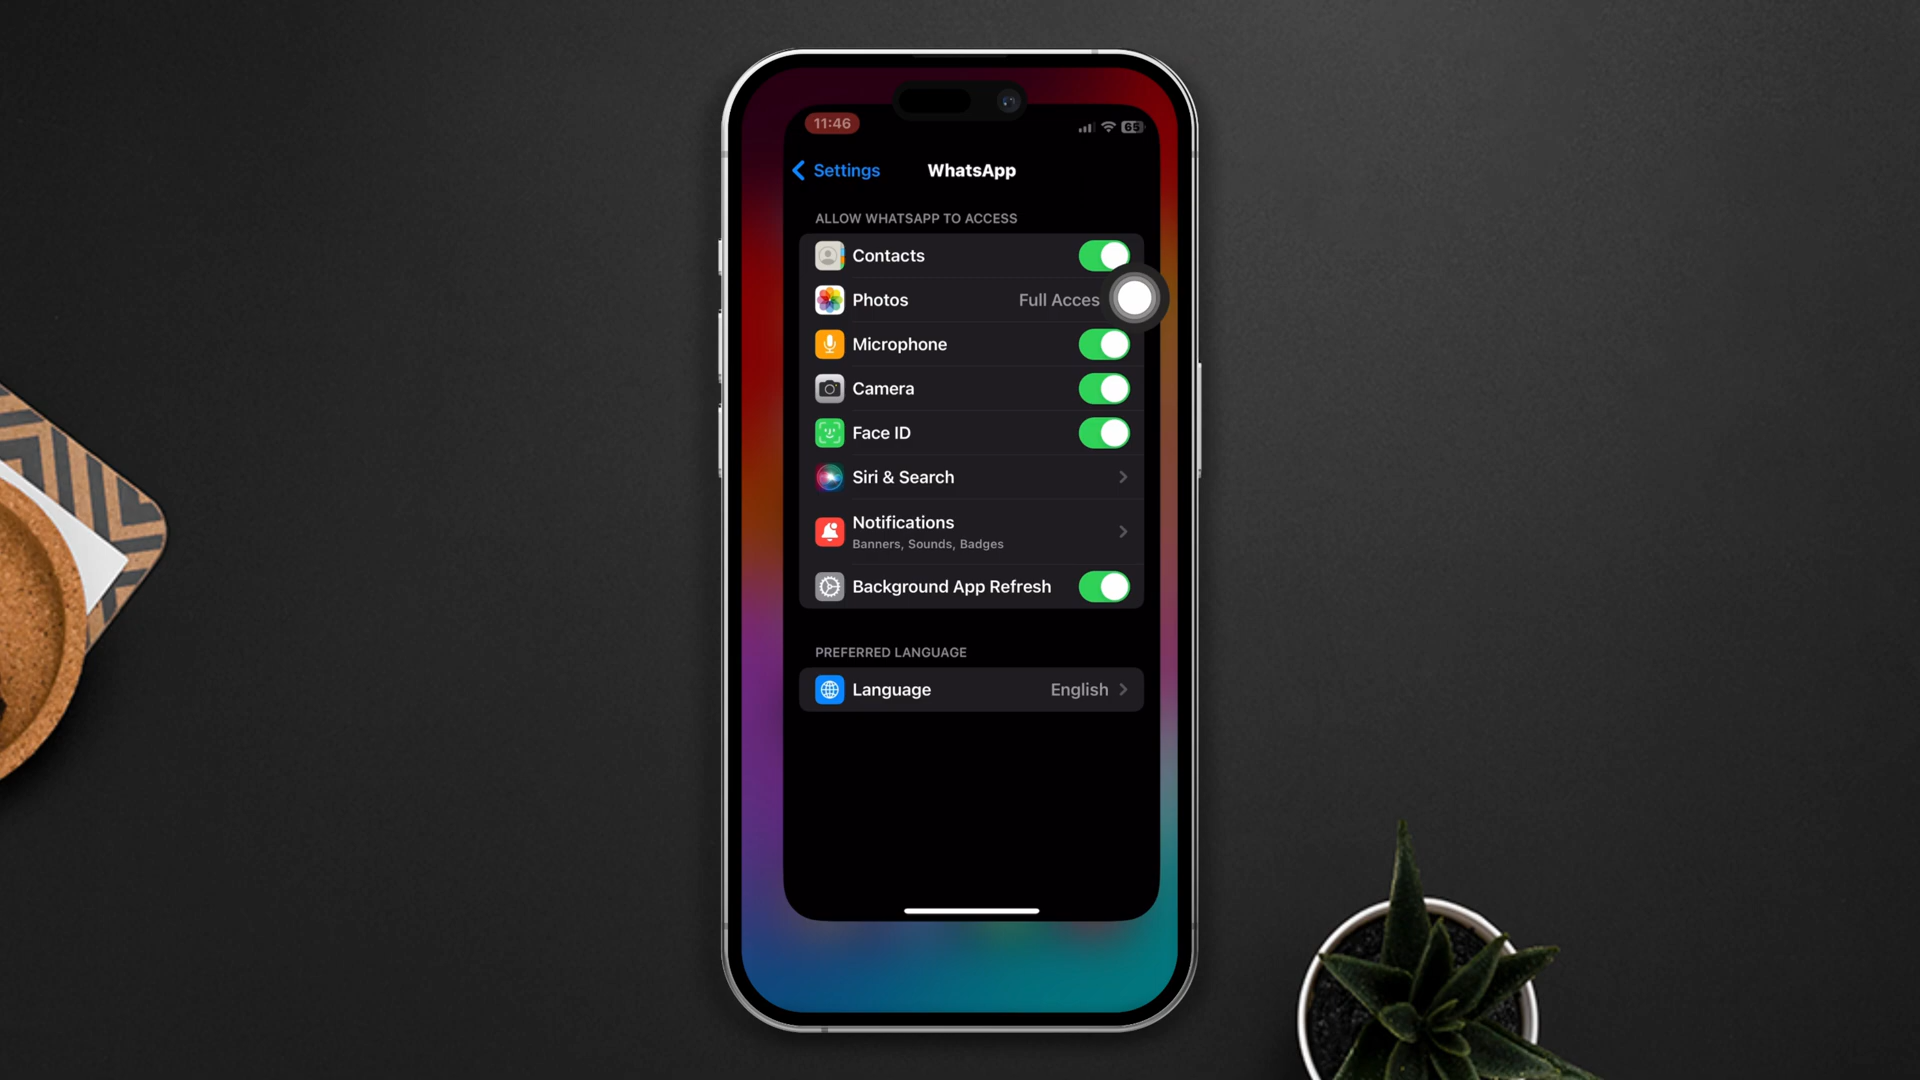 11:46
65
Settings
WhatsApp
ALLOW WHATSAPP TO ACCESS
Contacts
Photos
Full Acces
Microphone
Camera
Face ID
Siri & Search
Notifications
Banners, Sounds, Badges
Background App Refresh
PREFERRED LANGUAGE
Language
English